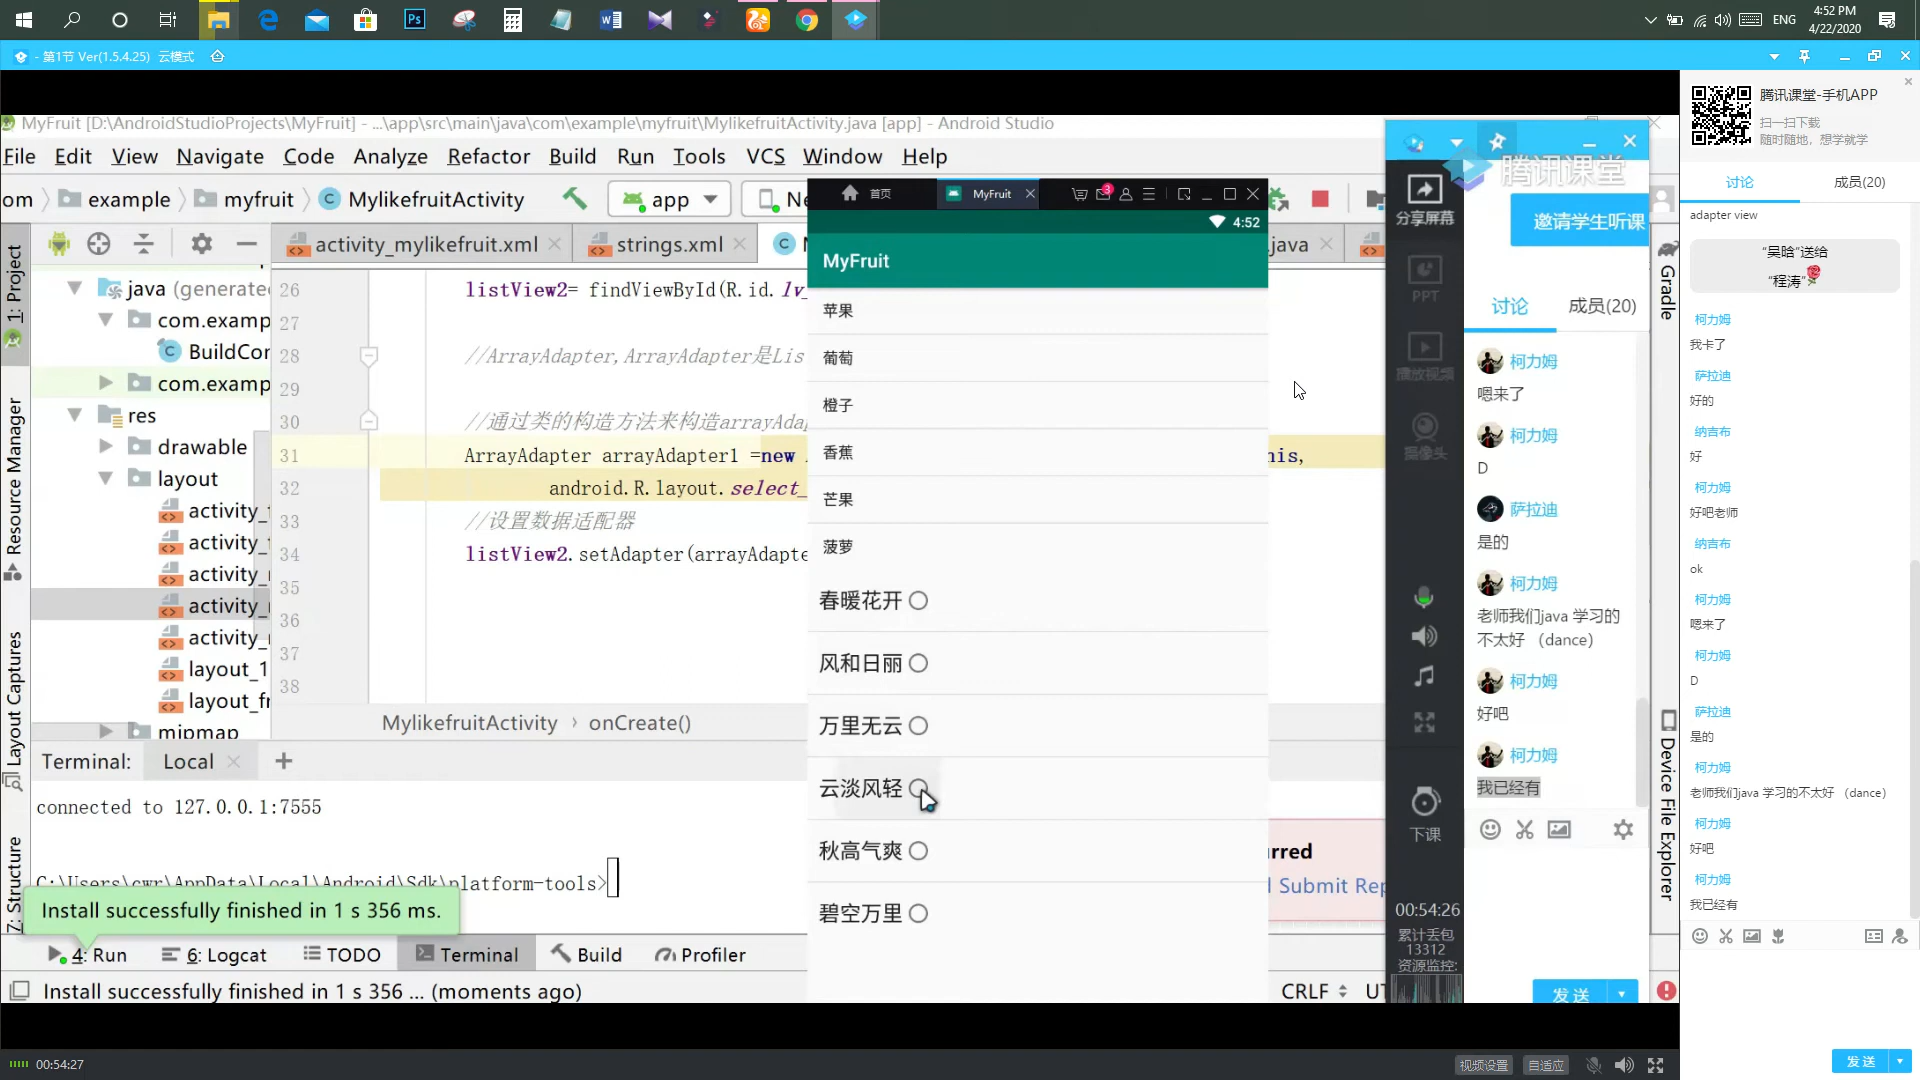 ENG
4:52 PM
4/22/2020
- 第1节 Ver(1.5.4.25) 云模式
MyFruit [D:\AndroidStudioProjects\MyFruit] - ...\app\src\main\java\com\example\myfruit\MylikefruitActivity.java [app] - Android Studio
File Edit View Navigate Code Analyze Refactor Build Run Tools VCS Window Help
om example myfruit MylikefruitActivity app Ne
activity_mylikefruit.xml strings.xml .java
1: Project
Resource Manager
Layout Captures
Z: Structure
java (generated
com.examp
BuildCor
com.examp
res
drawable
layout
activity_
activity_
activity_
activity_
activity_
layout_1
layout_fr
mipmap
26 listView2= findViewById(R.id.lv_
27
28 //ArrayAdapter,ArrayAdapter是Lis
29
30 //通过类的构造方法来构造arrayAdap
31 ArrayAdapter arrayAdapter1 =new his,
32 android.R.layout.select_
33 //设置数据适配器
34 listView2.setAdapter(arrayAdapte
35
36
37
38
MylikefruitActivity › onCreate()
Terminal: Local +
connected to 127.0.0.1:7555
C:\Users\cwr\AppData\Local\Android\Sdk\platform-tools>
Install successfully finished in 1 s 356 ms.
4: Run 6: Logcat TODO Terminal Build Profiler
Install successfully finished in 1 s 356 ... (moments ago)
CRLF UT
rred
Submit Rep
首页 MyFruit 3
4:52
MyFruit
苹果
葡萄
橙子
香蕉
芒果
菠萝
春暖花开
风和日丽
万里无云
云淡风轻
秋高气爽
碧空万里
腾讯课堂
分享屏幕
PPT
播放视频
摄像头
下课
00:54:26
累计丢包
13312
资源监控:
邀请学生听课
讨论 成员(20)
柯力姆
嗯来了
柯力姆
D
萨拉迪
是的
柯力姆
老师我们java 学习的
不太好 （dance）
柯力姆
好吧
柯力姆
我已经有
发送
Gradle
Device File Explorer
腾讯课堂-手机APP
扫一扫下载
随时随地，想学就学
讨论 成员(20)
adapter view
“吴晗”送给
“程涛”
柯力姆
我卡了
萨拉迪
好的
纳吉布
好
柯力姆
好吧老师
纳吉布
ok
柯力姆
嗯来了
柯力姆
D
萨拉迪
是的
柯力姆
老师我们java 学习的不太好 （dance）
柯力姆
好吧
柯力姆
我已经有
发送
00:54:27
视频设置 自适应